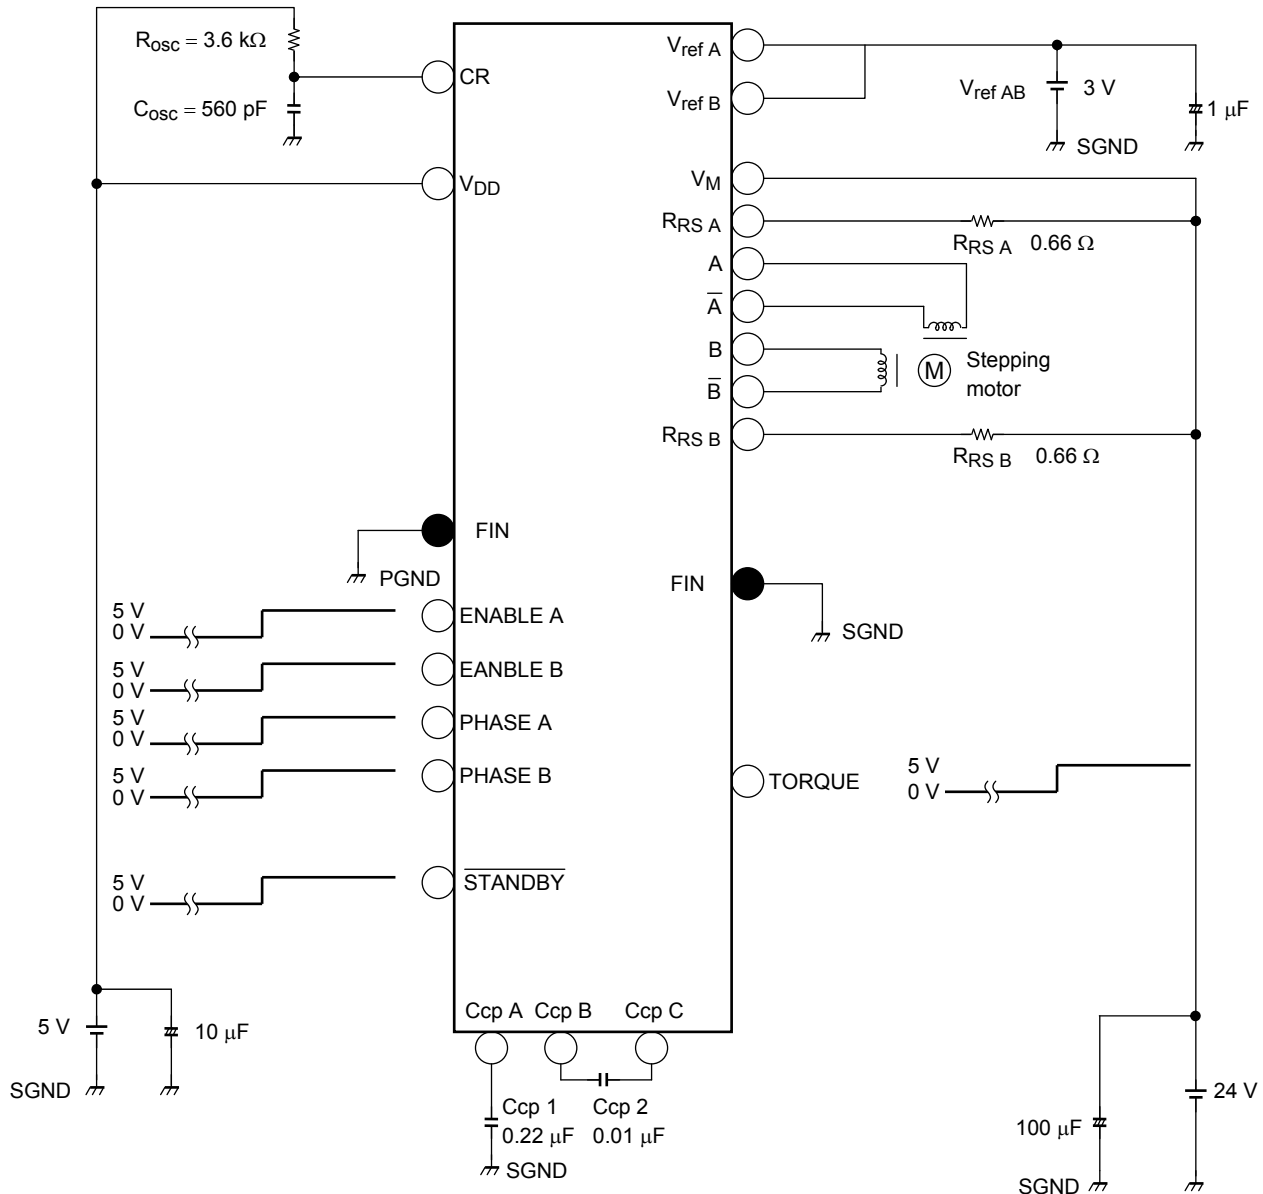 Rosc = 3.6 kΩ
Cosc = 560 pF
CR
VDD
Vref A
Vref B
Vref AB
3 V
SGND
1 μF
VM
RRS A
RRS A 0.66 Ω
A
A̅
B
B̅
M
Stepping
motor
RRS B
RRS B 0.66 Ω
FIN
PGND
FIN
SGND
5 V
0 V
ENABLE A
5 V
0 V
EANBLE B
5 V
0 V
PHASE A
5 V
0 V
PHASE B
TORQUE
5 V
0 V
5 V
0 V
S̅T̅A̅N̅D̅B̅Y̅
5 V
10 μF
SGND
Ccp A Ccp B Ccp C
Ccp 1
0.22 μF
SGND
Ccp 2
0.01 μF
100 μF
SGND
24 V